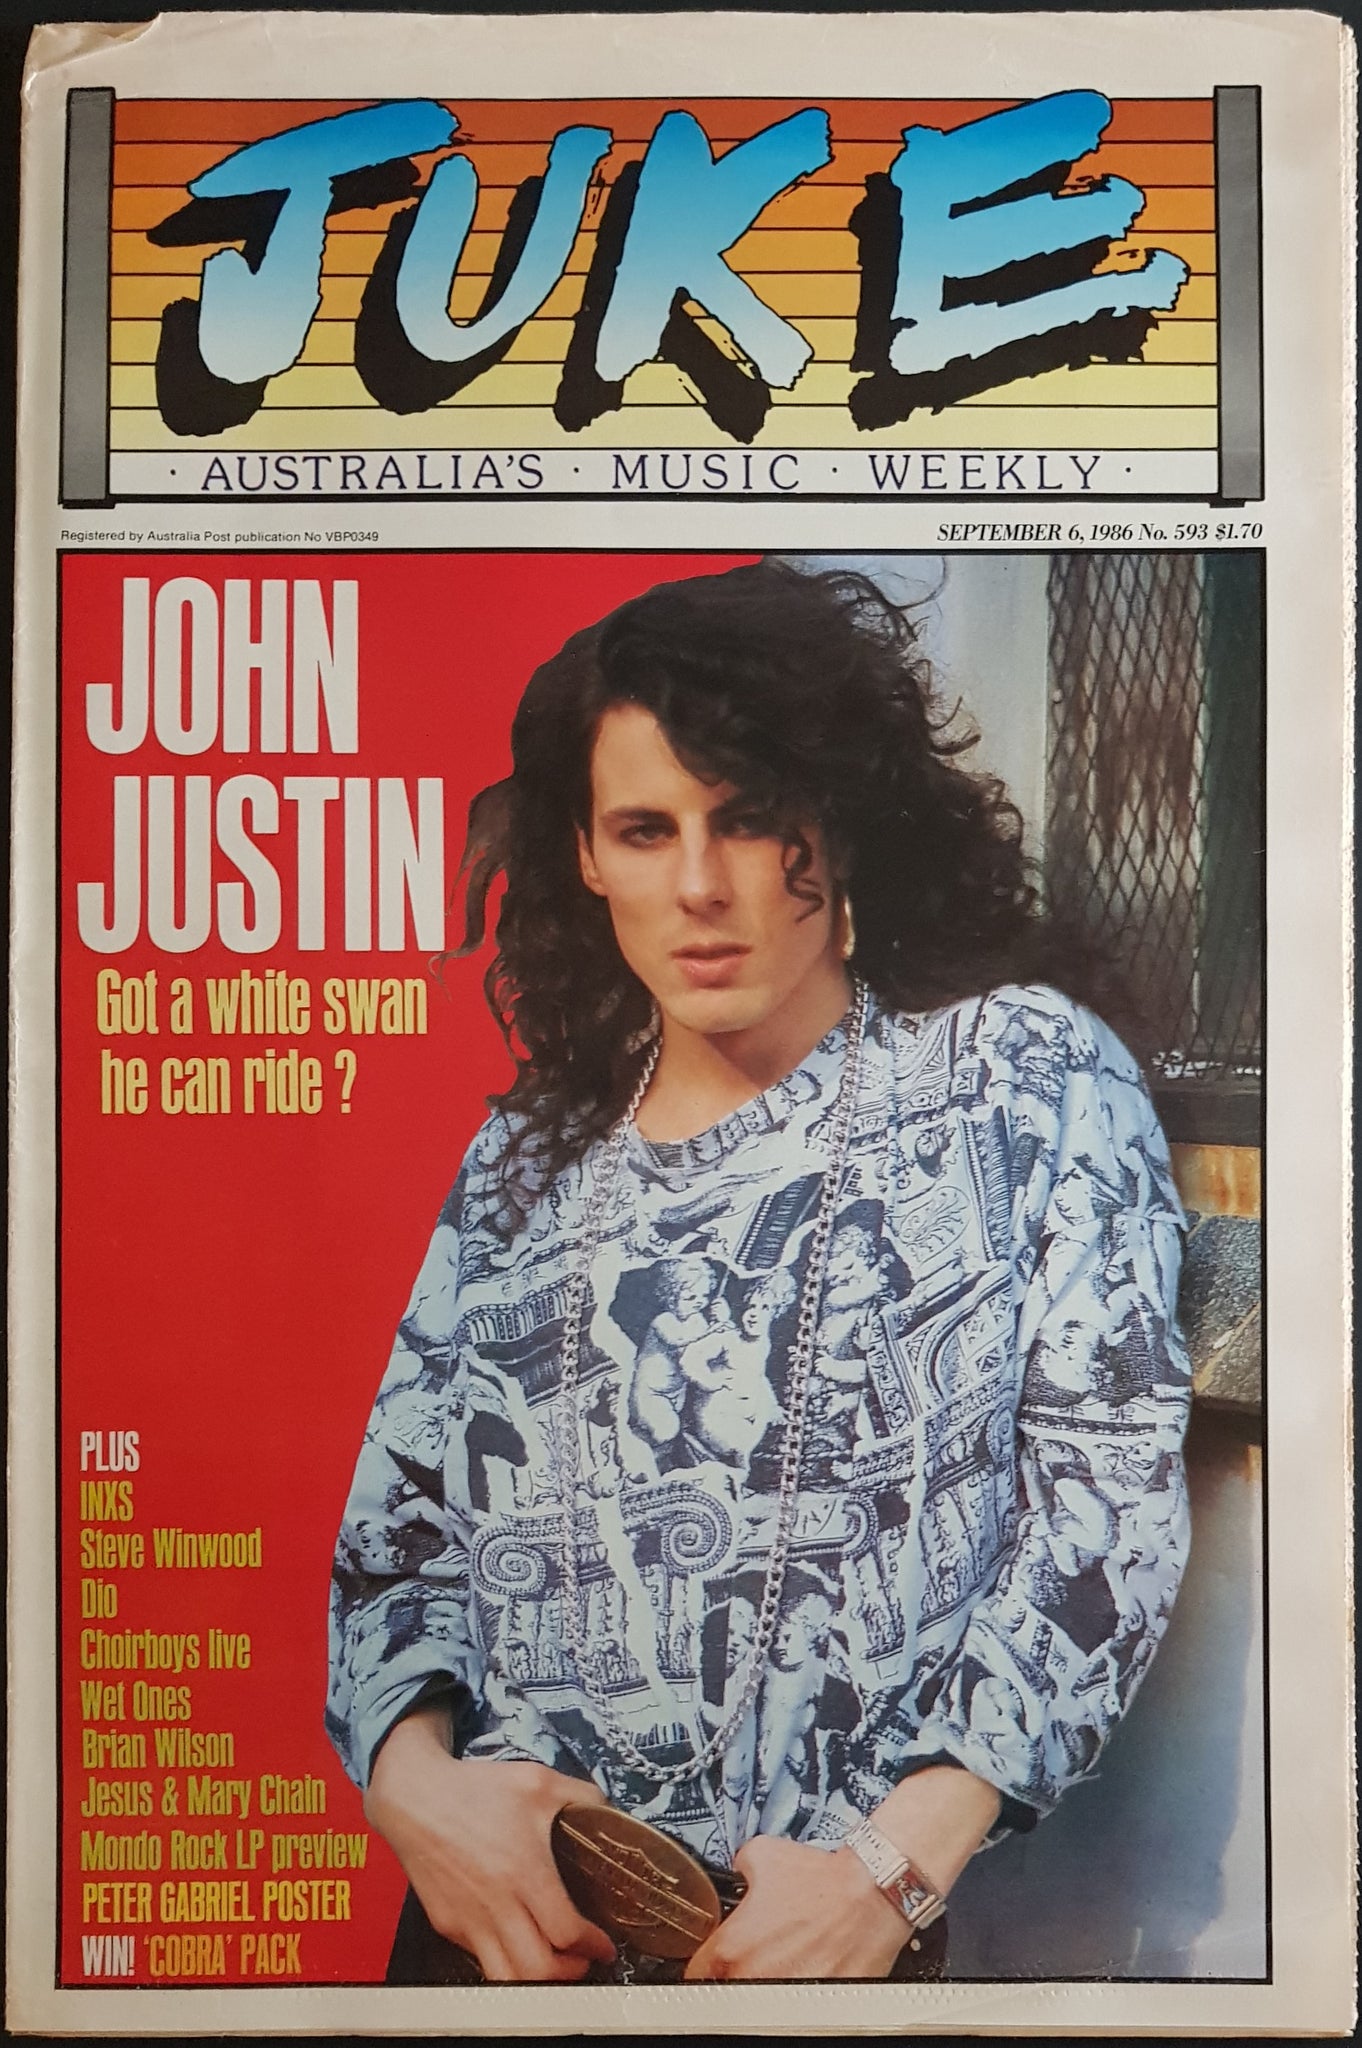 JUKE
· AUSTRALIA'S · MUSIC · WEEKLY ·
Registered by Australia Post publication No VBP0349
SEPTEMBER 6, 1986 No. 593 $1.70
JOHN
JUSTIN
Got a white swan
he can ride ?
PLUS
INXS
Steve Winwood
Dio
Choirboys live
Wet Ones
Brian Wilson
Jesus & Mary Chain
Mondo Rock LP preview
PETER GABRIEL POSTER
WIN! 'COBRA' PACK